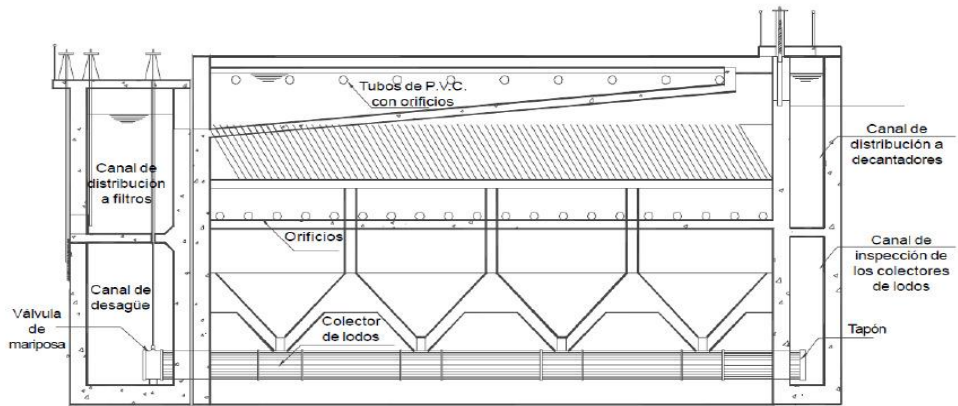 Tubos de P.V.C.
con orificios
Canal de
distribución
a filtros
Canal de
distribución a
decantadores
Orificios
Canal de
inspección de
los colectores
de lodos
Canal de
desagüe
Válvula
de
mariposa
Colector
de lodos
Tapón